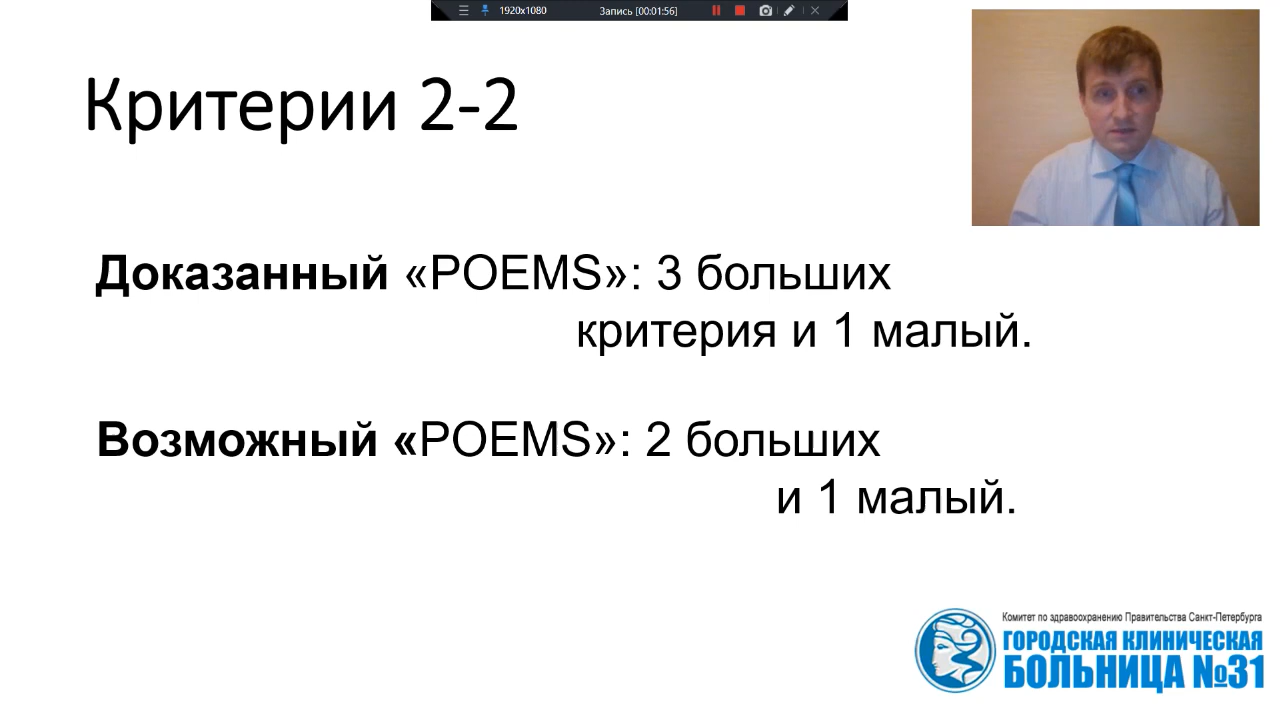 1920x1080 Запись [00:01:56]
Критерии 2-2
Доказанный «POEMS»: 3 больших
критерия и 1 малый.
Возможный «POEMS»: 2 больших
и 1 малый.
Комитет по здравоохранению Правительства Санкт-Петербурга
ГОРОДСКАЯ КЛИНИЧЕСКАЯ
БОЛЬНИЦА №31